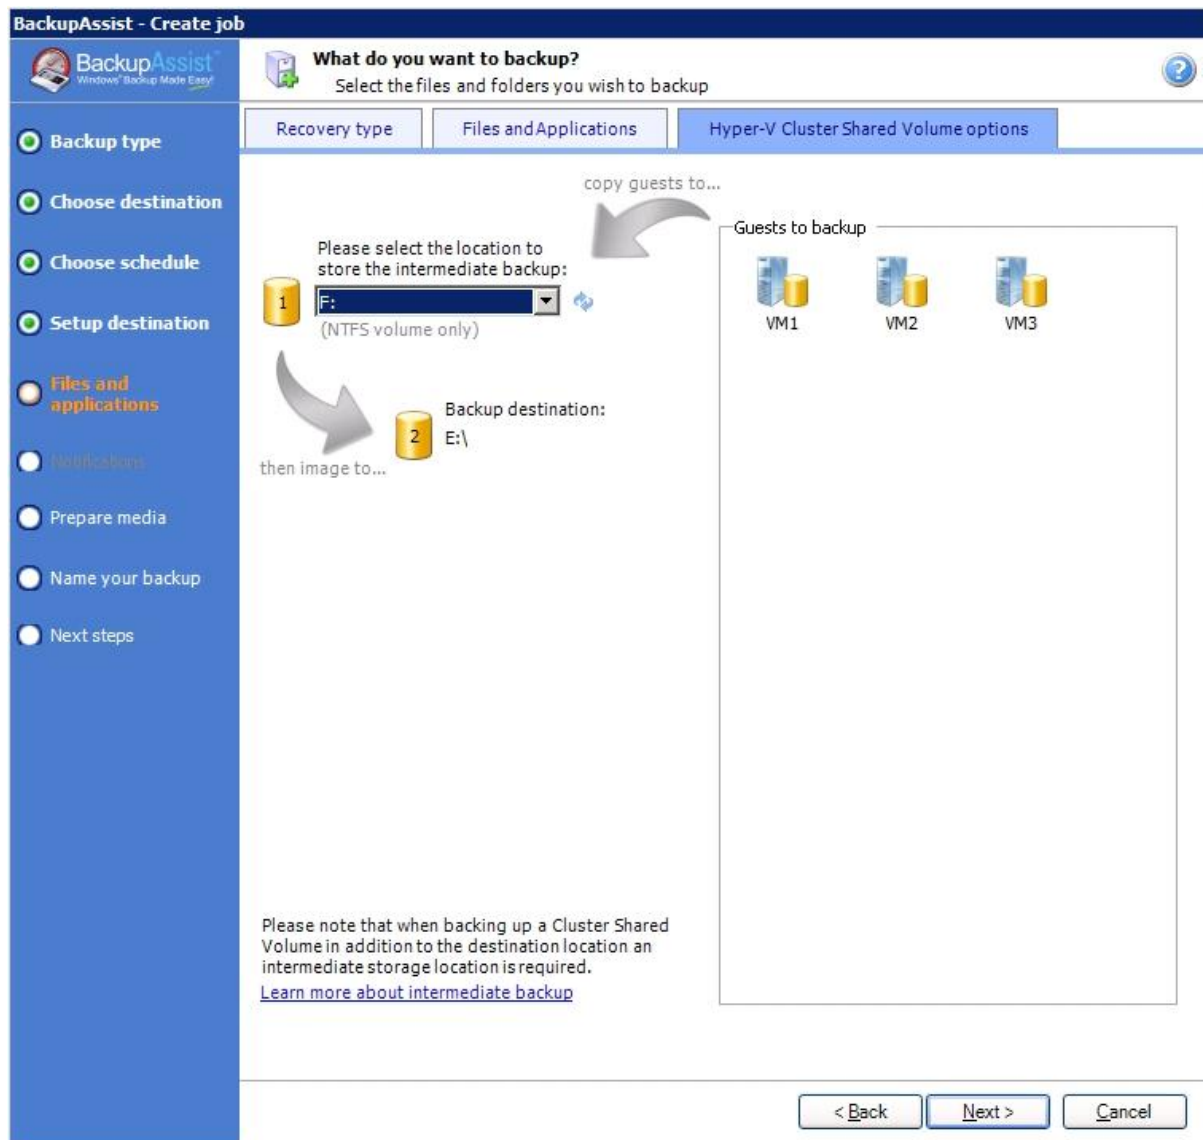 BackupAssist - Create job
BackupAssist
Windows Backup Made Easy!
What do you want to backup?
Select the files and folders you wish to backup
?
Recovery type
Files and Applications
Hyper-V Cluster Shared Volume options
Backup type
Choose destination
Choose schedule
Setup destination
Files and
applications
Notifications
Prepare media
Name your backup
Next steps
copy guests to...
Please select the location to
store the intermediate backup:
1
F:
(NTFS volume only)
Backup destination:
2
E:\
then image to...
Guests to backup
VM1
VM2
VM3
Please note that when backing up a Cluster Shared
Volume in addition to the destination location an
intermediate storage location is required.
Learn more about intermediate backup
< Back
Next >
Cancel